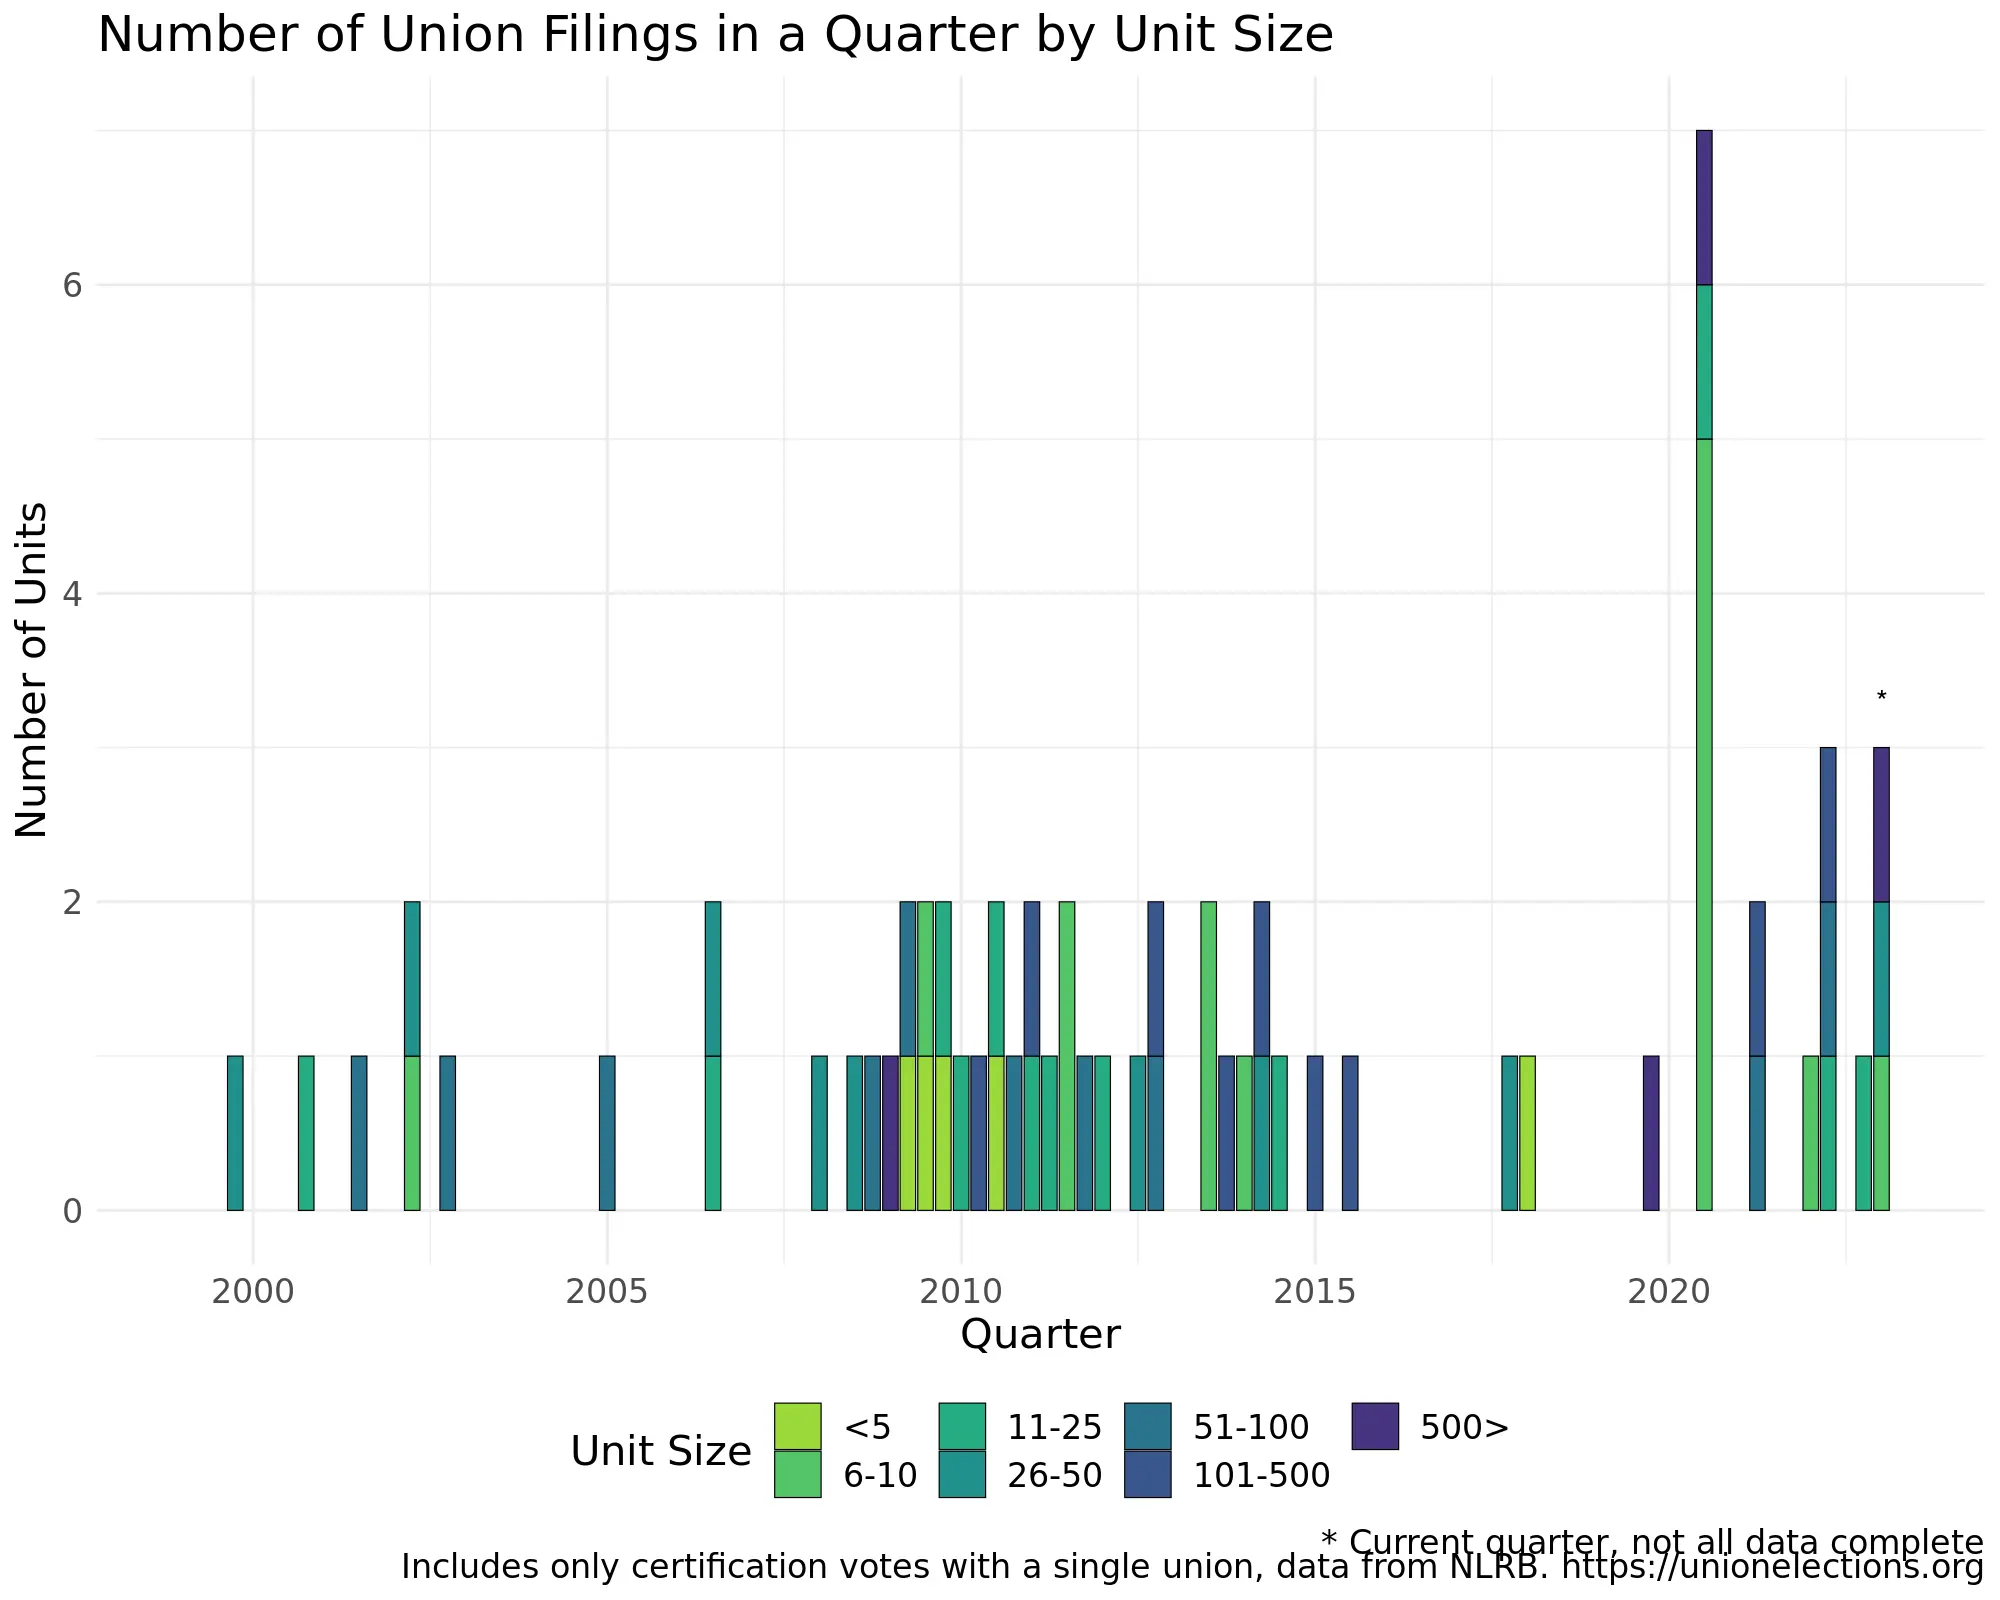 Number of Union Filings in a Quarter by Unit Size
Number of Units
6
4
2
0
*
2000 2005 2010 2015 2020
Quarter
Unit Size
<5 11-25 51-100 500>
6-10 26-50 101-500
* Current quarter, not all data complete
Includes only certification votes with a single union, data from NLRB. https://unionelections.org